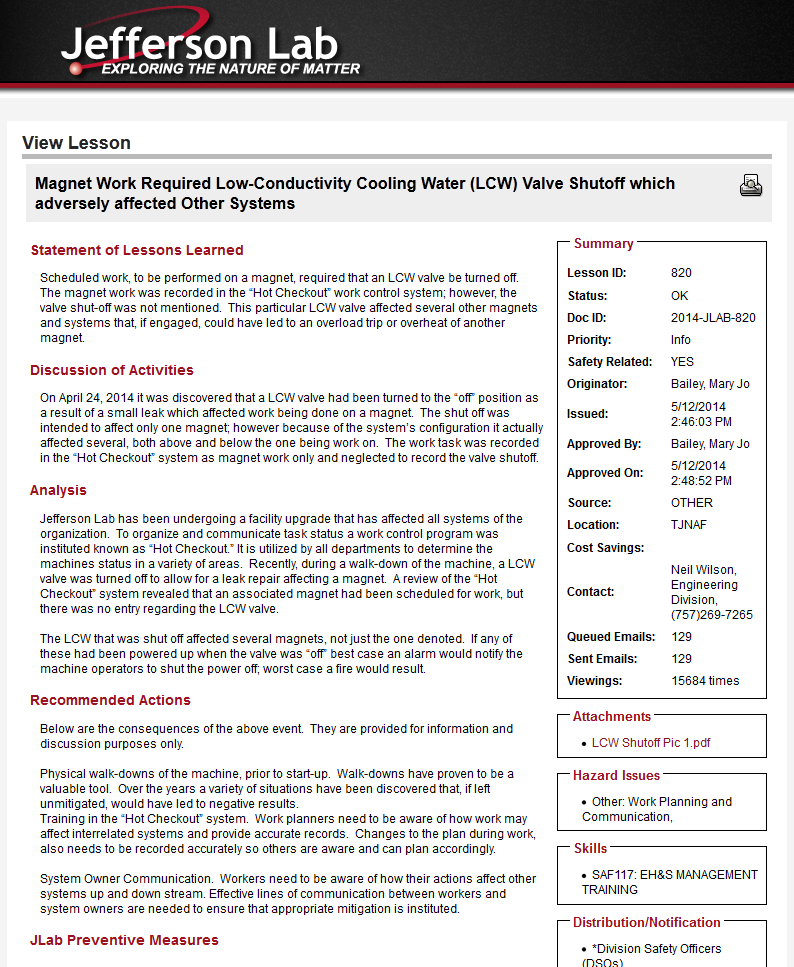 Jefferson Lab
EXPLORING THE NATURE OF MATTER
View Lesson
Magnet Work Required Low-Conductivity Cooling Water (LCW) Valve Shutoff which
adversely affected Other Systems
Statement of Lessons Learned
Scheduled work, to be performed on a magnet, required that an LCW valve be turned off.
The magnet work was recorded in the “Hot Checkout” work control system; however, the
valve shut-off was not mentioned. This particular LCW valve affected several other magnets
and systems that, if engaged, could have led to an overload trip or overheat of another
magnet.
Discussion of Activities
On April 24, 2014 it was discovered that a LCW valve had been turned to the “off” position as
a result of a small leak which affected work being done on a magnet. The shut off was
intended to affect only one magnet; however because of the system’s configuration it actually
affected several, both above and below the one being work on. The work task was recorded
in the “Hot Checkout” system as magnet work only and neglected to record the valve shutoff.
Analysis
Jefferson Lab has been undergoing a facility upgrade that has affected all systems of the
organization. To organize and communicate task status a work control program was
instituted known as “Hot Checkout.” It is utilized by all departments to determine the
machines status in a variety of areas. Recently, during a walk-down of the machine, a LCW
valve was turned off to allow for a leak repair affecting a magnet. A review of the “Hot
Checkout” system revealed that an associated magnet had been scheduled for work, but
there was no entry regarding the LCW valve.
The LCW that was shut off affected several magnets, not just the one denoted. If any of
these had been powered up when the valve was “off” best case an alarm would notify the
machine operators to shut the power off; worst case a fire would result.
Recommended Actions
Below are the consequences of the above event. They are provided for information and
discussion purposes only.
Physical walk-downs of the machine, prior to start-up. Walk-downs have proven to be a
valuable tool. Over the years a variety of situations have been discovered that, if left
unmitigated, would have led to negative results.
Training in the “Hot Checkout” system. Work planners need to be aware of how work may
affect interrelated systems and provide accurate records. Changes to the plan during work,
also needs to be recorded accurately so others are aware and can plan accordingly.
System Owner Communication. Workers need to be aware of how their actions affect other
systems up and down stream. Effective lines of communication between workers and
system owners are needed to ensure that appropriate mitigation is instituted.
JLab Preventive Measures
Summary
Lesson ID: 820
Status: OK
Doc ID: 2014-JLAB-820
Priority: Info
Safety Related: YES
Originator: Bailey, Mary Jo
Issued: 5/12/2014
2:46:03 PM
Approved By: Bailey, Mary Jo
Approved On: 5/12/2014
2:48:52 PM
Source: OTHER
Location: TJNAF
Cost Savings:
Contact: Neil Wilson,
Engineering
Division,
(757)269-7265
Queued Emails: 129
Sent Emails: 129
Viewings: 15684 times
Attachments
• LCW Shutoff Pic 1.pdf
Hazard Issues
• Other: Work Planning and
Communication,
Skills
• SAF117: EH&S MANAGEMENT
TRAINING
Distribution/Notification
• *Division Safety Officers
(DSOs)